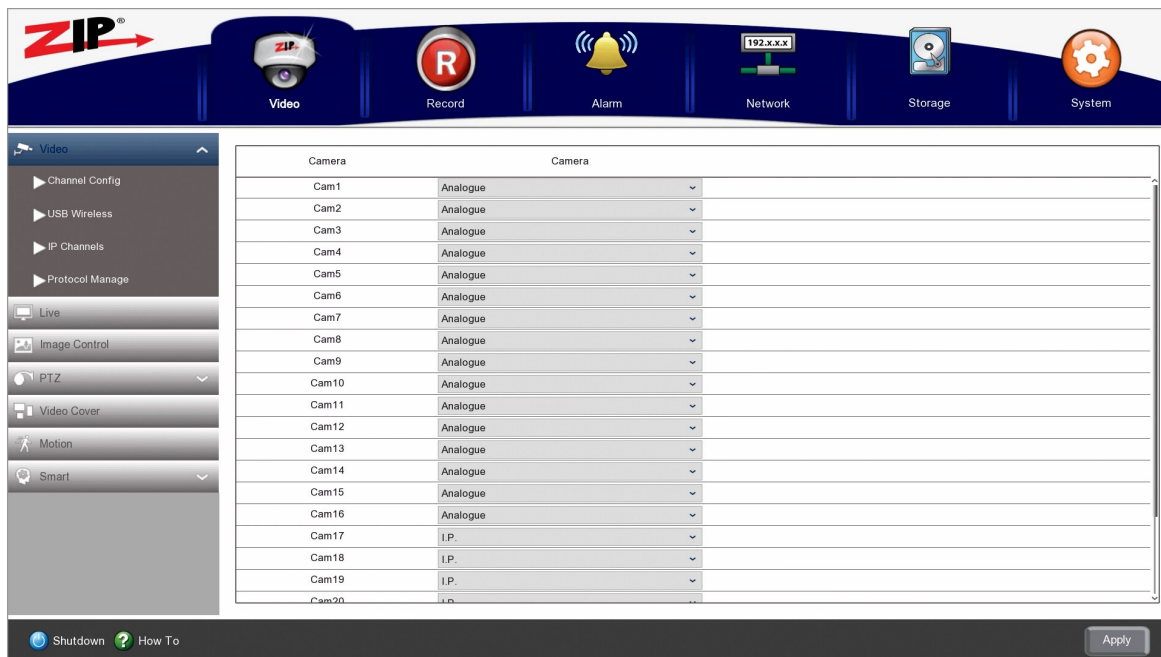 ZIP®
ZIP
R
192.x.x.x
Video Record Alarm Network Storage System
Video
Channel Config
USB Wireless
IP Channels
Protocol Manage
Live
Image Control
PTZ
Video Cover
Motion
Smart
Camera Camera
Cam1 Analogue
Cam2 Analogue
Cam3 Analogue
Cam4 Analogue
Cam5 Analogue
Cam6 Analogue
Cam7 Analogue
Cam8 Analogue
Cam9 Analogue
Cam10 Analogue
Cam11 Analogue
Cam12 Analogue
Cam13 Analogue
Cam14 Analogue
Cam15 Analogue
Cam16 Analogue
Cam17 I.P.
Cam18 I.P.
Cam19 I.P.
Cam20 I.P.
Shutdown How To Apply